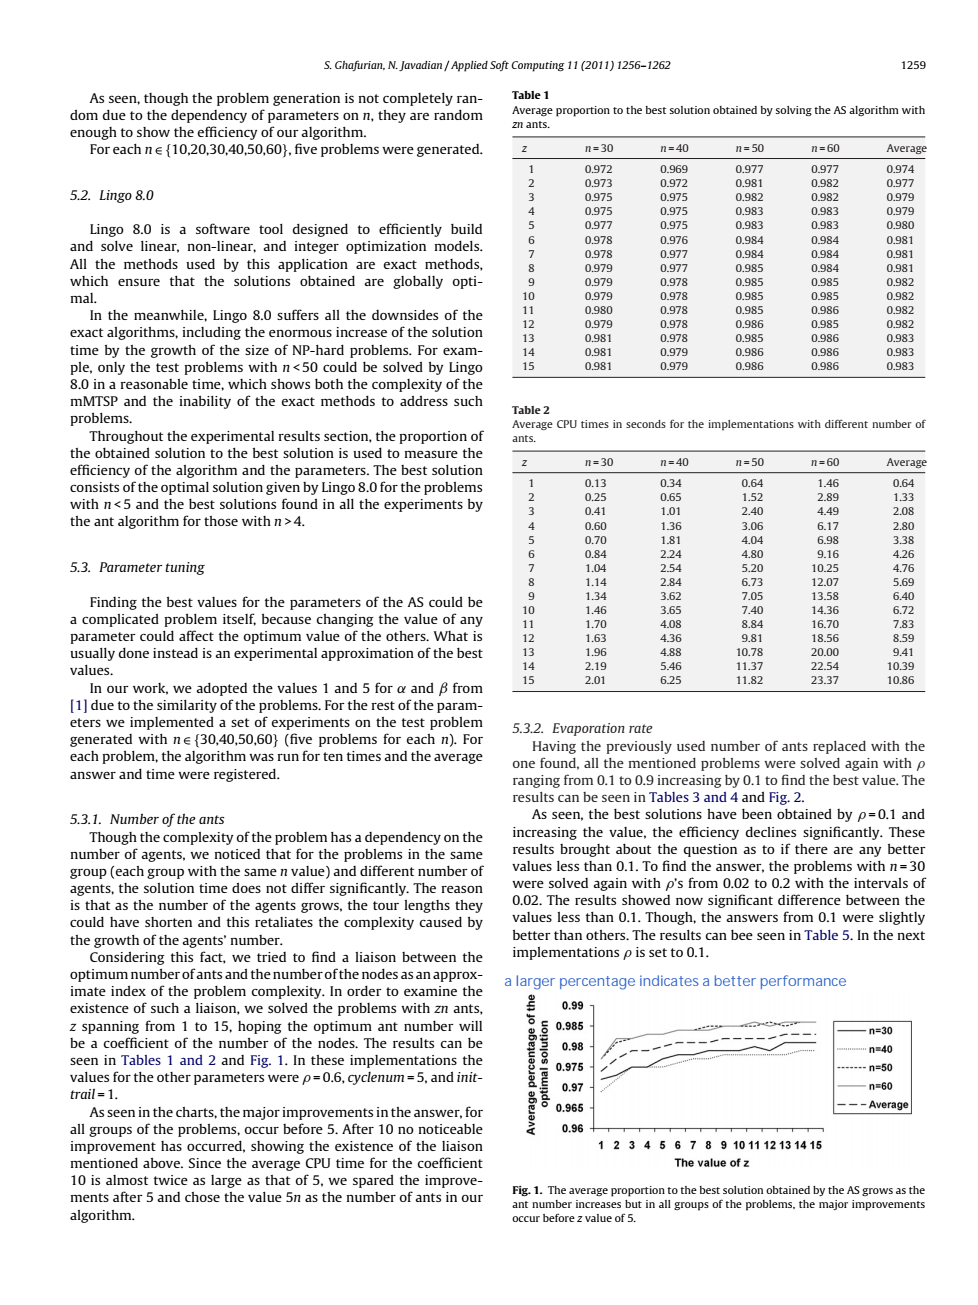 S. Ghafurian, N. Javadian / Applied Soft Computing 11 (2011) 1256–1262
1259
As seen, though the problem generation is not completely ran-
dom due to the dependency of parameters on n, they are random
enough to show the efficiency of our algorithm.
For each n ∈ {10,20,30,40,50,60}, five problems were generated.
5.2. Lingo 8.0
Lingo 8.0 is a software tool designed to efficiently build
and solve linear, non-linear, and integer optimization models.
All the methods used by this application are exact methods,
which ensure that the solutions obtained are globally opti-
mal.
In the meanwhile, Lingo 8.0 suffers all the downsides of the
exact algorithms, including the enormous increase of the solution
time by the growth of the size of NP-hard problems. For exam-
ple, only the test problems with n < 50 could be solved by Lingo
8.0 in a reasonable time, which shows both the complexity of the
mMTSP and the inability of the exact methods to address such
problems.
Throughout the experimental results section, the proportion of
the obtained solution to the best solution is used to measure the
efficiency of the algorithm and the parameters. The best solution
consists of the optimal solution given by Lingo 8.0 for the problems
with n < 5 and the best solutions found in all the experiments by
the ant algorithm for those with n > 4.
5.3. Parameter tuning
Finding the best values for the parameters of the AS could be
a complicated problem itself, because changing the value of any
parameter could affect the optimum value of the others. What is
usually done instead is an experimental approximation of the best
values.
In our work, we adopted the values 1 and 5 for α and β from
[1] due to the similarity of the problems. For the rest of the param-
eters we implemented a set of experiments on the test problem
generated with n ∈ {30,40,50,60} (five problems for each n). For
each problem, the algorithm was run for ten times and the average
answer and time were registered.
5.3.1. Number of the ants
Though the complexity of the problem has a dependency on the
number of agents, we noticed that for the problems in the same
group (each group with the same n value) and different number of
agents, the solution time does not differ significantly. The reason
is that as the number of the agents grows, the tour lengths they
could have shorten and this retaliates the complexity caused by
the growth of the agents' number.
Considering this fact, we tried to find a liaison between the
optimum number of ants and the number of the nodes as an approx-
imate index of the problem complexity. In order to examine the
existence of such a liaison, we solved the problems with zn ants,
z spanning from 1 to 15, hoping the optimum ant number will
be a coefficient of the number of the nodes. The results can be
seen in Tables 1 and 2 and Fig. 1. In these implementations the
values for the other parameters were ρ = 0.6, cyclenum = 5, and init-
trail = 1.
As seen in the charts, the major improvements in the answer, for
all groups of the problems, occur before 5. After 10 no noticeable
improvement has occurred, showing the existence of the liaison
mentioned above. Since the average CPU time for the coefficient
10 is almost twice as large as that of 5, we spared the improve-
ments after 5 and chose the value 5n as the number of ants in our
algorithm.
Table 1
Average proportion to the best solution obtained by solving the AS algorithm with
zn ants.
z n = 30 n = 40 n = 50 n = 60 Average
1 0.972 0.969 0.977 0.977 0.974
2 0.973 0.972 0.981 0.982 0.977
3 0.975 0.975 0.982 0.982 0.979
4 0.975 0.975 0.983 0.983 0.979
5 0.977 0.975 0.983 0.983 0.980
6 0.978 0.976 0.984 0.984 0.981
7 0.978 0.977 0.984 0.984 0.981
8 0.979 0.977 0.985 0.984 0.981
9 0.979 0.978 0.985 0.985 0.982
10 0.979 0.978 0.985 0.985 0.982
11 0.980 0.978 0.985 0.986 0.982
12 0.979 0.978 0.986 0.985 0.982
13 0.981 0.978 0.985 0.986 0.983
14 0.981 0.979 0.986 0.986 0.983
15 0.981 0.979 0.986 0.986 0.983
Table 2
Average CPU times in seconds for the implementations with different number of
ants.
z n = 30 n = 40 n = 50 n = 60 Average
1 0.13 0.34 0.64 1.46 0.64
2 0.25 0.65 1.52 2.89 1.33
3 0.41 1.01 2.40 4.49 2.08
4 0.60 1.36 3.06 6.17 2.80
5 0.70 1.81 4.04 6.98 3.38
6 0.84 2.24 4.80 9.16 4.26
7 1.04 2.54 5.20 10.25 4.76
8 1.14 2.84 6.73 12.07 5.69
9 1.34 3.62 7.05 13.58 6.40
10 1.46 3.65 7.40 14.36 6.72
11 1.70 4.08 8.84 16.70 7.83
12 1.63 4.36 9.81 18.56 8.59
13 1.96 4.88 10.78 20.00 9.41
14 2.19 5.46 11.37 22.54 10.39
15 2.01 6.25 11.82 23.37 10.86
5.3.2. Evaporation rate
Having the previously used number of ants replaced with the
one found, all the mentioned problems were solved again with ρ
ranging from 0.1 to 0.9 increasing by 0.1 to find the best value. The
results can be seen in Tables 3 and 4 and Fig. 2.
As seen, the best solutions have been obtained by ρ = 0.1 and
increasing the value, the efficiency declines significantly. These
results brought about the question as to if there are any better
values less than 0.1. To find the answer, the problems with n = 30
were solved again with ρ's from 0.02 to 0.2 with the intervals of
0.02. The results showed now significant difference between the
values less than 0.1. Though, the answers from 0.1 were slightly
better than others. The results can bee seen in Table 5. In the next
implementations ρ is set to 0.1.
a larger percentage indicates a better performance
Average percentage of the
optimal solution
0.99
0.985
0.98
0.975
0.97
0.965
0.96
1 2 3 4 5 6 7 8 9 10 11 12 13 14 15
The value of z
n=30
n=40
n=50
n=60
Average
Fig. 1. The average proportion to the best solution obtained by the AS grows as the
ant number increases but in all groups of the problems, the major improvements
occur before z value of 5.